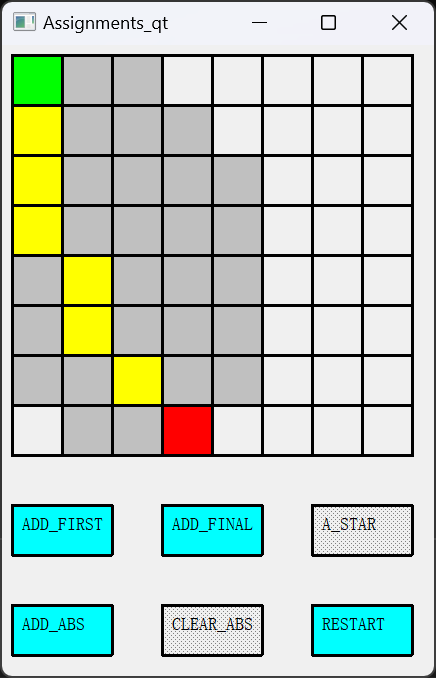 Assignments_qt
ADD_FIRST
ADD_FINAL
A_STAR
ADD_ABS
CLEAR_ABS
RESTART